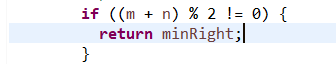 if ((m + n) % 2 != 0) {
return minRight;
}